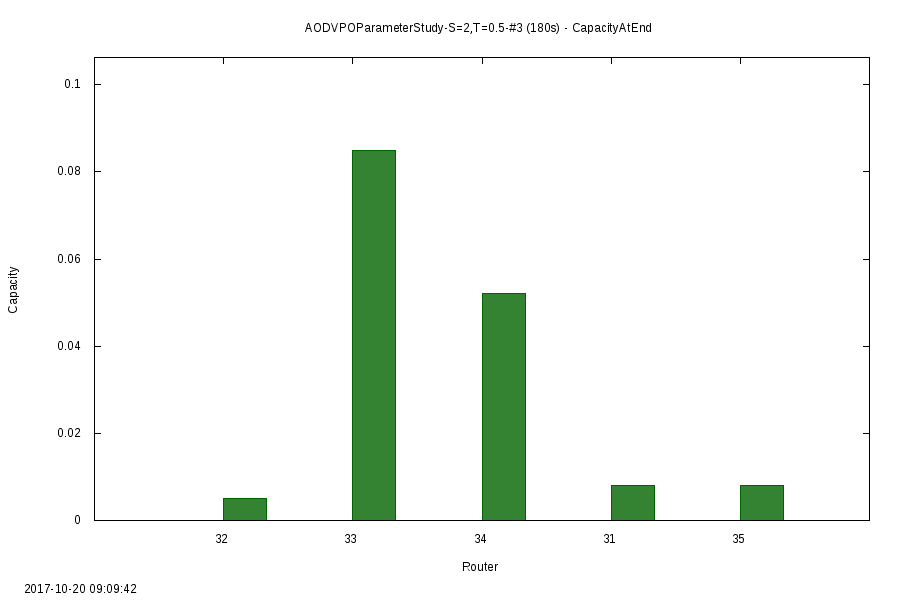 AODVPOParameterStudy-S=2,T=0.5-#3 (180s) - CapacityAtEnd
0.1
0.08
0.06
0.04
0.02
0
Capacity
32 33 34 31 35
Router
2017-10-20 09:09:42